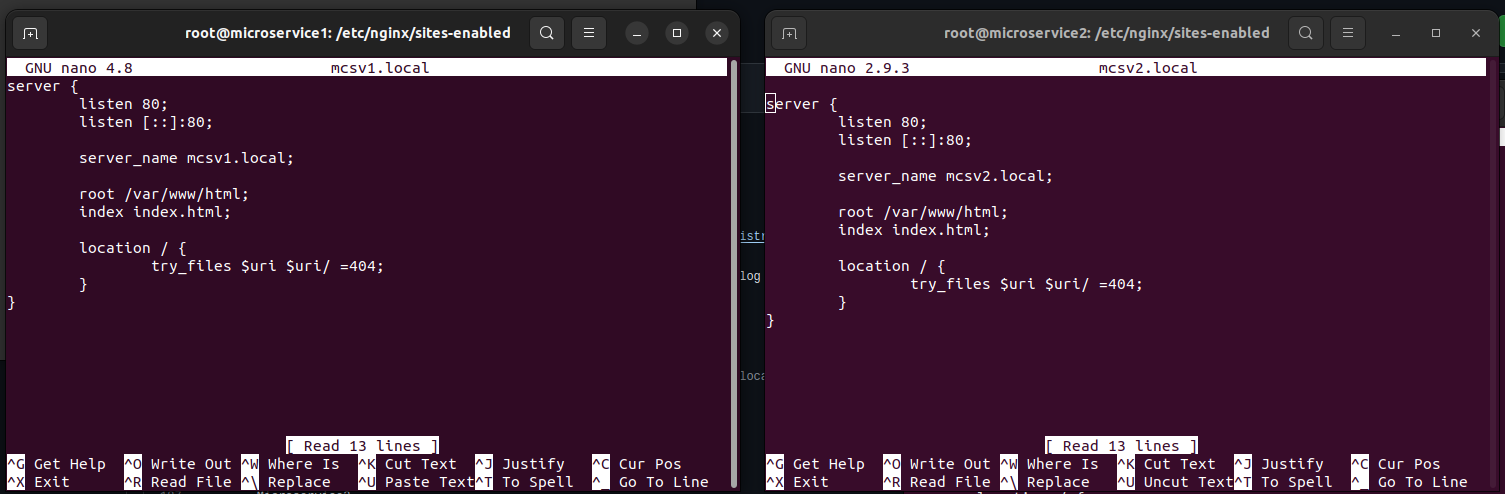 root@microservice1: /etc/nginx/sites-enabled
GNU nano 4.8 mcsv1.local
server {
listen 80;
listen [::]:80;
server_name mcsv1.local;
root /var/www/html;
index index.html;
location / {
try_files $uri $uri/ =404;
}
}
[ Read 13 lines ]
^G Get Help ^O Write Out ^W Where Is ^K Cut Text ^J Justify ^C Cur Pos
^X Exit ^R Read File ^\ Replace ^U Paste Text ^T To Spell ^_ Go To Line
istr
log
loca
root@microservice2: /etc/nginx/sites-enabled
GNU nano 2.9.3 mcsv2.local
server {
listen 80;
listen [::]:80;
server_name mcsv2.local;
root /var/www/html;
index index.html;
location / {
try_files $uri $uri/ =404;
}
}
[ Read 13 lines ]
^G Get Help ^O Write Out ^W Where Is ^K Cut Text ^J Justify ^C Cur Pos
^X Exit ^R Read File ^\ Replace ^U Uncut Text ^T To Spell ^_ Go To Line